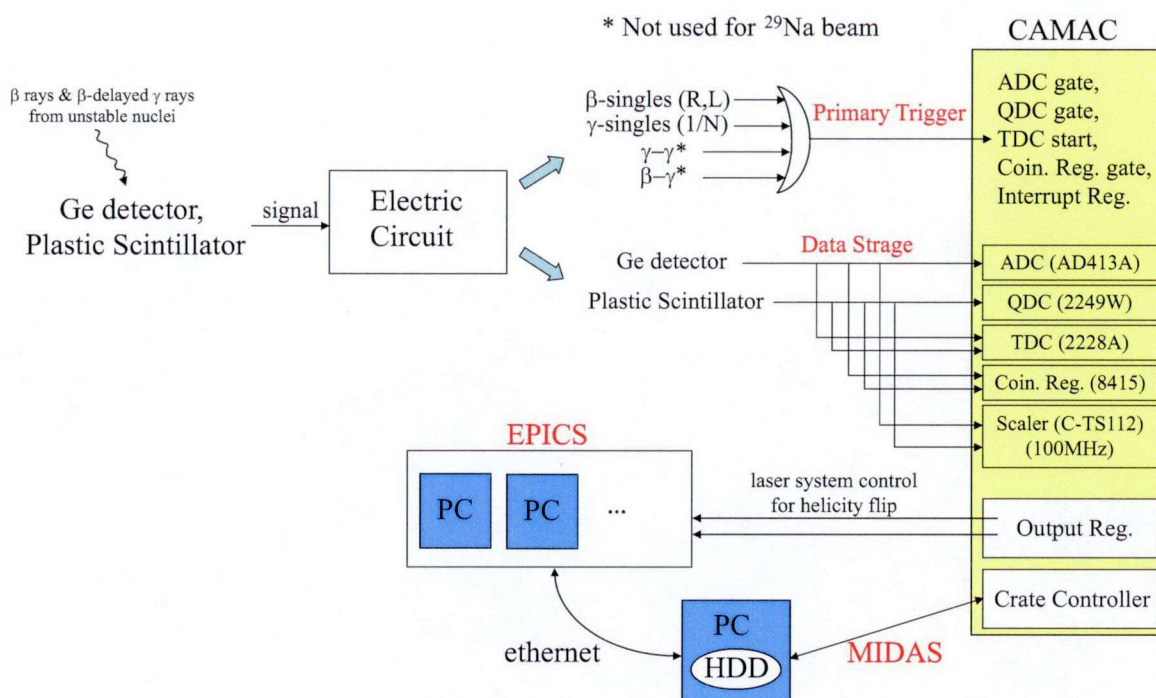 * Not used for ²⁹Na beam
CAMAC
β rays & β-delayed γ rays
from unstable nuclei
Ge detector,
Plastic Scintillator
signal
Electric
Circuit
β-singles (R,L)
γ-singles (1/N)
γ–γ*
β–γ*
Primary Trigger
ADC gate,
QDC gate,
TDC start,
Coin. Reg. gate,
Interrupt Reg.
Data Strage
Ge detector
Plastic Scintillator
ADC (AD413A)
QDC (2249W)
TDC (2228A)
Coin. Reg. (8415)
Scaler (C-TS112)
(100MHz)
EPICS
PC
PC
...
laser system control
for helicity flip
Output Reg.
Crate Controller
ethernet
PC
HDD
MIDAS